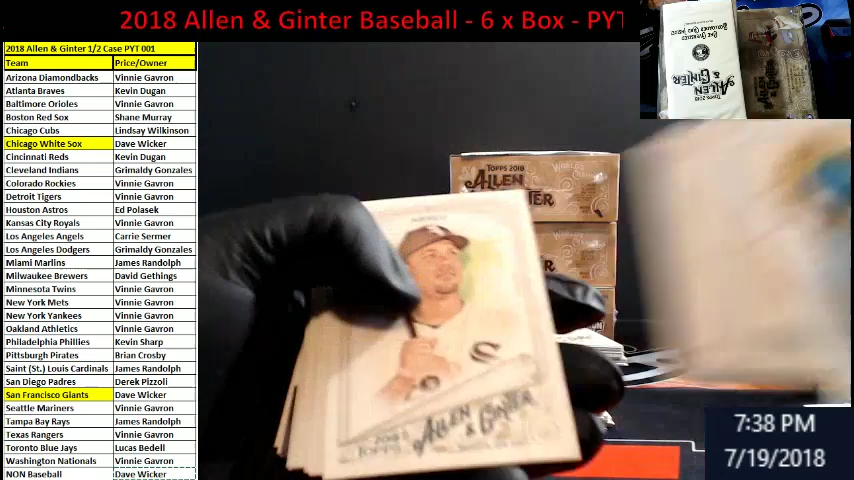 2018 Allen & Ginter Baseball - 6 x Box - PYT
2018 Allen & Ginter 1/2 Case PYT 001
Team Price/Owner
Arizona Diamondbacks Vinnie Gavron
Atlanta Braves Kevin Dugan
Baltimore Orioles Vinnie Gavron
Boston Red Sox Shane Murray
Chicago Cubs Lindsay Wilkinson
Chicago White Sox Dave Wicker
Cincinnati Reds Kevin Dugan
Cleveland Indians Grimaldy Gonzales
Colorado Rockies Vinnie Gavron
Detroit Tigers Vinnie Gavron
Houston Astros Ed Polasek
Kansas City Royals Vinnie Gavron
Los Angeles Angels Carrie Sermer
Los Angeles Dodgers Grimaldy Gonzales
Miami Marlins James Randolph
Milwaukee Brewers David Gethings
Minnesota Twins Vinnie Gavron
New York Mets Vinnie Gavron
New York Yankees Vinnie Gavron
Oakland Athletics Vinnie Gavron
Philadelphia Phillies Kevin Sharp
Pittsburgh Pirates Brian Crosby
Saint (St.) Louis Cardinals James Randolph
San Diego Padres Derek Pizzoli
San Francisco Giants Dave Wicker
Seattle Mariners Vinnie Gavron
Tampa Bay Rays James Randolph
Texas Rangers Vinnie Gavron
Toronto Blue Jays Lucas Bedell
Washington Nationals Vinnie Gavron
NON Baseball Dave Wicker
TOPPS 2018
ALLEN
ALLEN & GINTER
TOPPS
ALLEN & GINTER
7:38 PM
7/19/2018